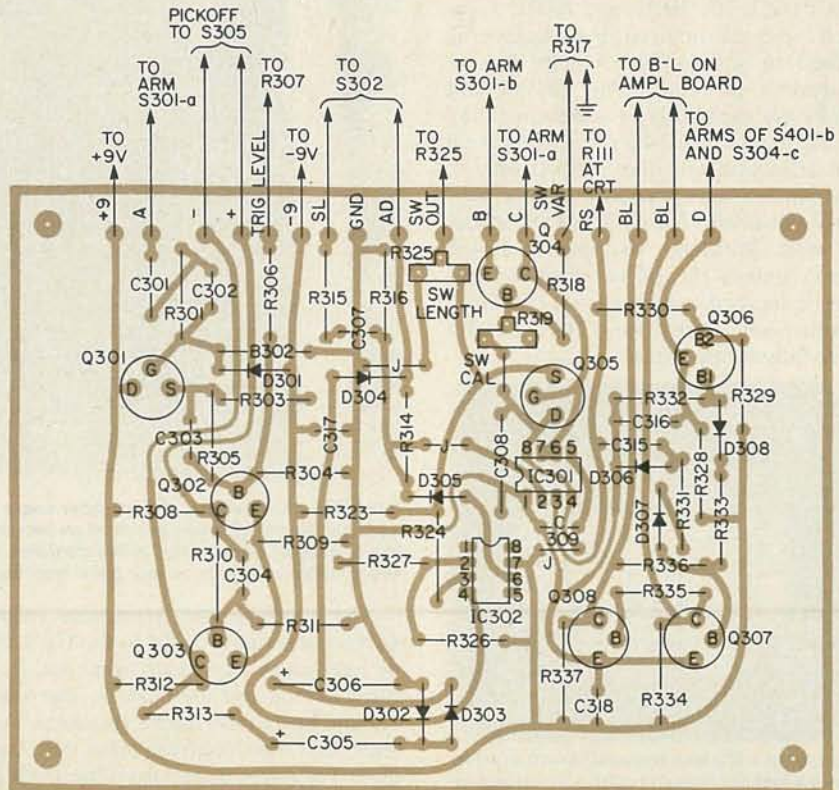 PICKOFF
TO S305
TO
ARM
S301-a
TO
R307
TO
S302
TO ARM
S301-b
TO
R317
TO B-L ON
AMPL BOARD
TO
+9V
TO
-9V
TO
R325
TO ARM
S301-a
TO
R111
AT
CRT
TO
ARMS OF S401-b
AND S304-c
+9
A
-
+
TRIG LEVEL
-9
SL
GND
AD
SW
OUT
B
C
SW
VAR
RS
BL
BL
D
Q
304
E C
B
C301
R301
C302
R306
R315
C307
R316
R325
SW
LENGTH
R318
R319
SW
CAL
R330
Q306
B2
E
B1
Q301
G
D S
B302
D301
R303
D304
J
Q305
S
G
D
R332
R329
C303
R305
C317
R314
J
C308
8765
IC301
1 234
C316
C315
D306
R328
D308
Q302
B
C E
R304
D305
R308
R323
R324
C
309
J
D307
R331
R333
R310
R309
R327
1 8
2 7
3 6
4 5
IC302
R336
C304
R335
Q303
B
C E
R311
R326
Q308
C
B
E
C
B
E
Q307
R312
+
C306
R337
R334
R313
D302
D303
C318
+
C305